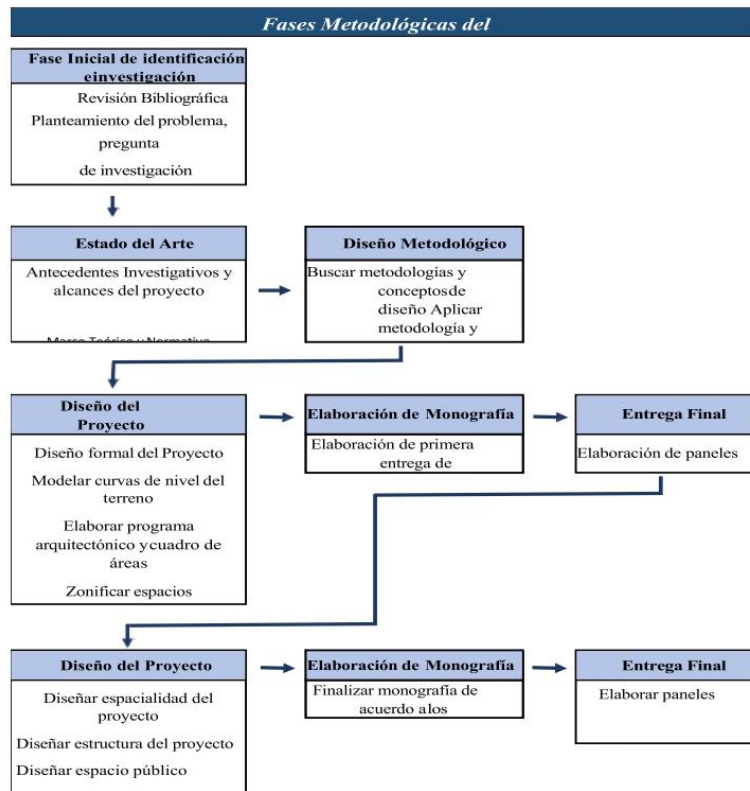 Fases Metodológicas del
Fase Inicial de identificación
einvestigación
Revisión Bibliográfica
Planteamiento del problema,
pregunta
de investigación
Estado del Arte
Antecedentes Investigativos y
alcances del proyecto
Marco Teórico y Normativo
Diseño Metodológico
Buscar metodologías y
conceptosde
diseño Aplicar
metodología y
Diseño del
Proyecto
Diseño formal del Proyecto
Modelar curvas de nivel del
terreno
Elaborar programa
arquitectónico ycuadro de
áreas
Zonificar espacios
Elaboración de Monografía
Elaboración de primera
entrega de
Entrega Final
Elaboración de paneles
Diseño del Proyecto
Diseñar espacialidad del
proyecto
Diseñar estructura del proyecto
Diseñar espacio público
Elaboración de Monografía
Finalizar monografía de
acuerdo alos
Entrega Final
Elaborar paneles